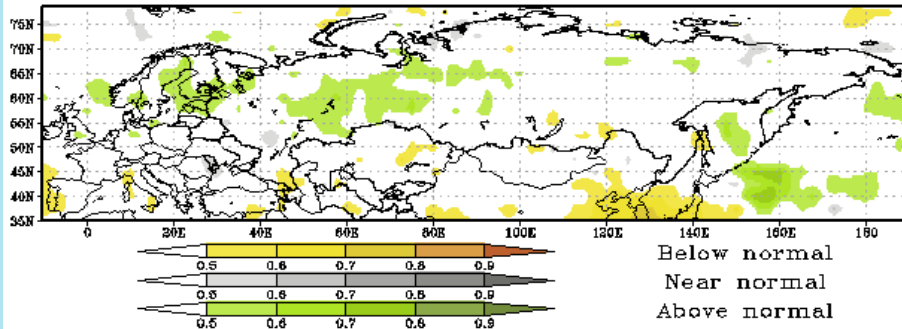 75N
70N
65N
60N
55N
50N
45N
40N
35N
0 20E 40E 60E 80E 100E 120E 140E 160E 180
0.5 0.6 0.7 0.8 0.9 Below normal
0.5 0.6 0.7 0.8 0.9 Near normal
0.5 0.6 0.7 0.8 0.9 Above normal